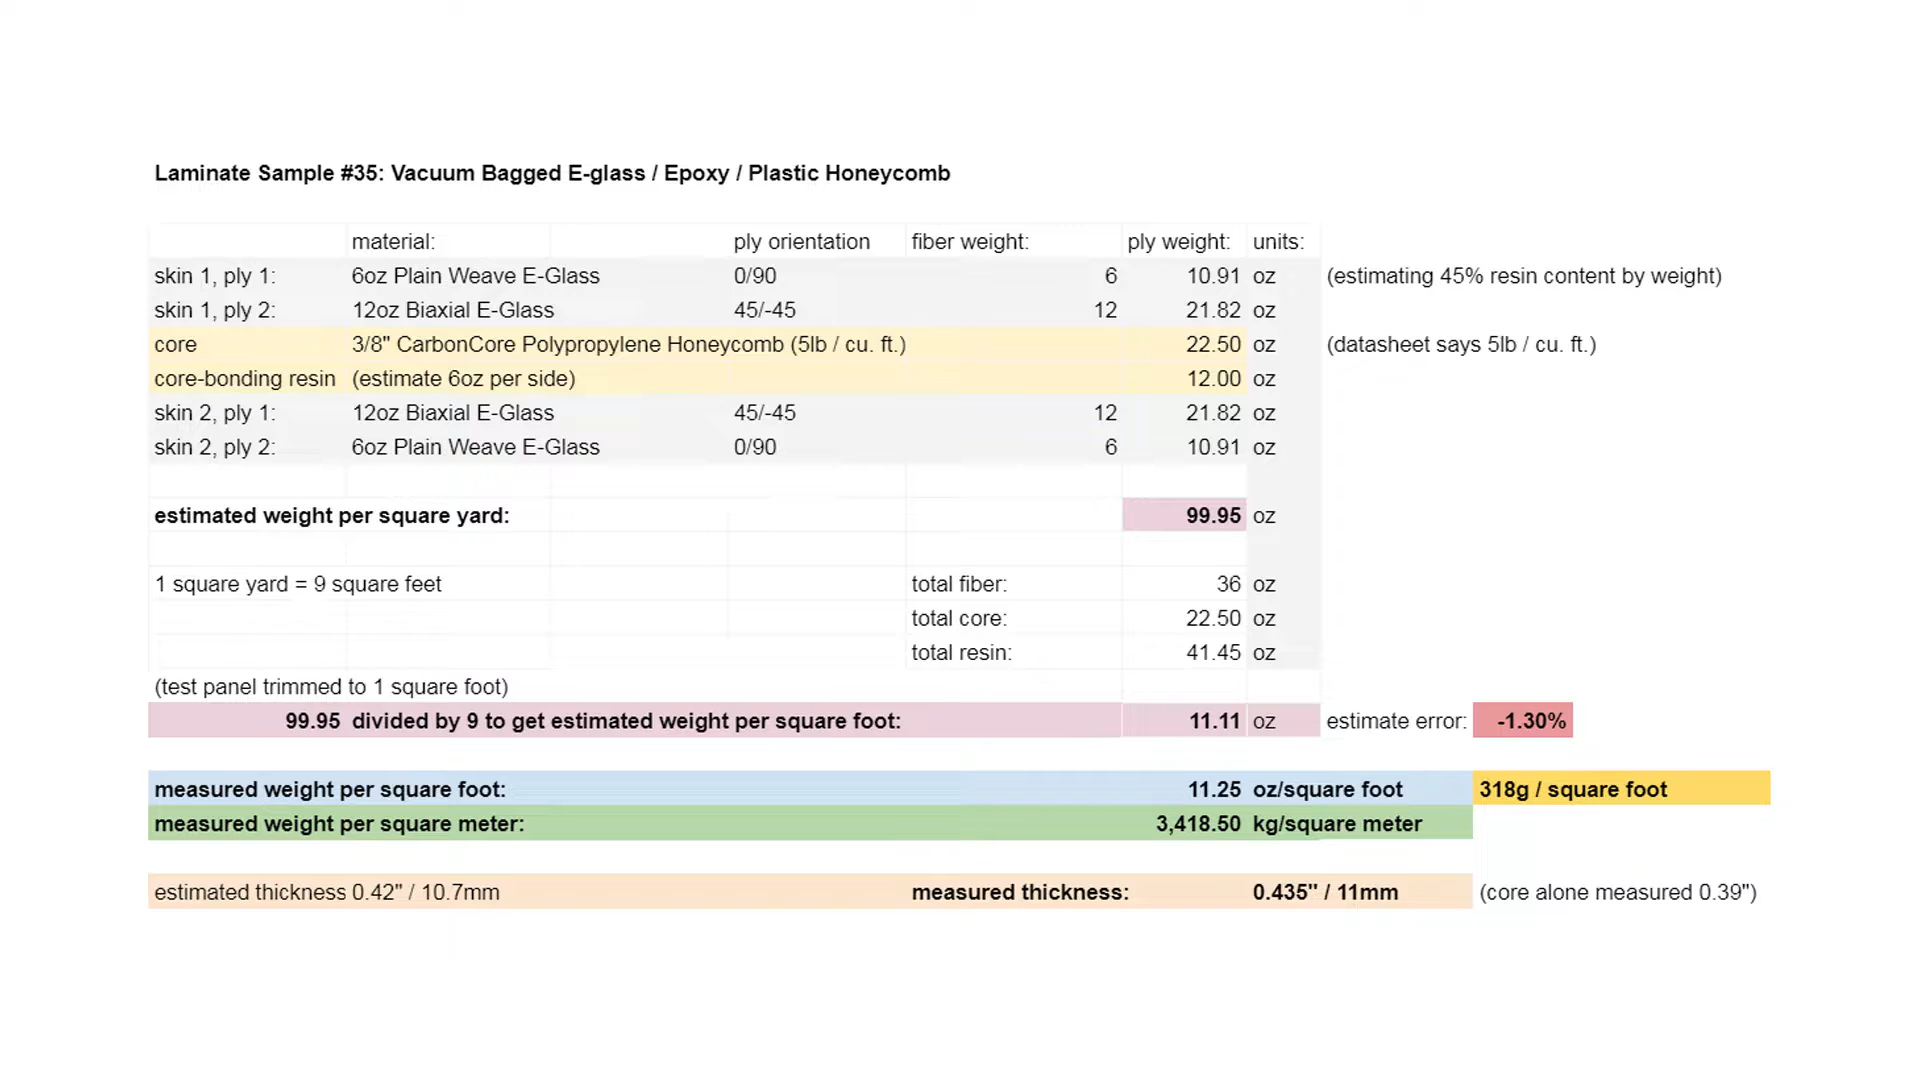 Laminate Sample #35: Vacuum Bagged E-glass / Epoxy / Plastic Honeycomb
material: ply orientation fiber weight: ply weight: units:
skin 1, ply 1: 6oz Plain Weave E-Glass 0/90 6 10.91 oz (estimating 45% resin content by weight)
skin 1, ply 2: 12oz Biaxial E-Glass 45/-45 12 21.82 oz
core 3/8" CarbonCore Polypropylene Honeycomb (5lb / cu. ft.) 22.50 oz (datasheet says 5lb / cu. ft.)
core-bonding resin (estimate 6oz per side) 12.00 oz
skin 2, ply 1: 12oz Biaxial E-Glass 45/-45 12 21.82 oz
skin 2, ply 2: 6oz Plain Weave E-Glass 0/90 6 10.91 oz
estimated weight per square yard: 99.95 oz
1 square yard = 9 square feet total fiber: 36 oz
total core: 22.50 oz
total resin: 41.45 oz
(test panel trimmed to 1 square foot)
99.95 divided by 9 to get estimated weight per square foot: 11.11 oz estimate error: -1.30%
measured weight per square foot: 11.25 oz/square foot 318g / square foot
measured weight per square meter: 3,418.50 kg/square meter
estimated thickness 0.42" / 10.7mm measured thickness: 0.435" / 11mm (core alone measured 0.39")